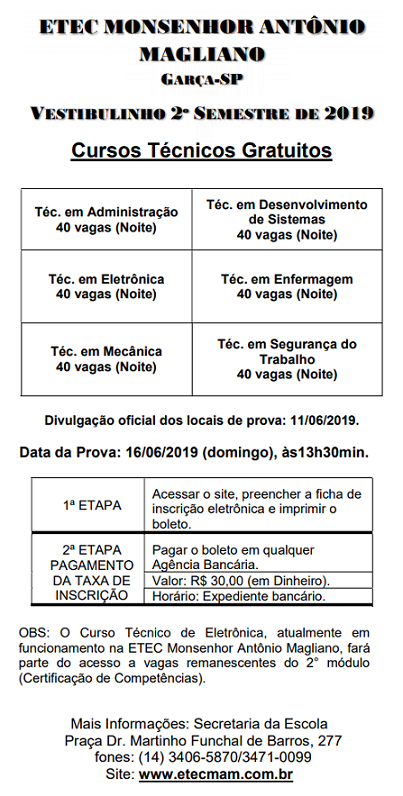 ETEC MONSENHOR ANTÔNIO
MAGLIANO
GARÇA-SP
VESTIBULINHO 2º SEMESTRE DE 2019
Cursos Técnicos Gratuitos
Téc. em Administração
40 vagas (Noite)
Téc. em Desenvolvimento
de Sistemas
40 vagas (Noite)
Téc. em Eletrônica
40 vagas (Noite)
Téc. em Enfermagem
40 vagas (Noite)
Téc. em Mecânica
40 vagas (Noite)
Téc. em Segurança do
Trabalho
40 vagas (Noite)
Divulgação oficial dos locais de prova: 11/06/2019.
Data da Prova: 16/06/2019 (domingo), às13h30min.
1ª ETAPA
Acessar o site, preencher a ficha de
inscrição eletrônica e imprimir o
boleto.
2ª ETAPA
PAGAMENTO
DA TAXA DE
INSCRIÇÃO
Pagar o boleto em qualquer
Agência Bancária.
Valor: R$ 30,00 (em Dinheiro).
Horário: Expediente bancário.
OBS: O Curso Técnico de Eletrônica, atualmente em
funcionamento na ETEC Monsenhor Antônio Magliano, fará
parte do acesso a vagas remanescentes do 2° módulo
(Certificação de Competências).
Mais Informações: Secretaria da Escola
Praça Dr. Martinho Funchal de Barros, 277
fones: (14) 3406-5870/3471-0099
Site: www.etecmam.com.br